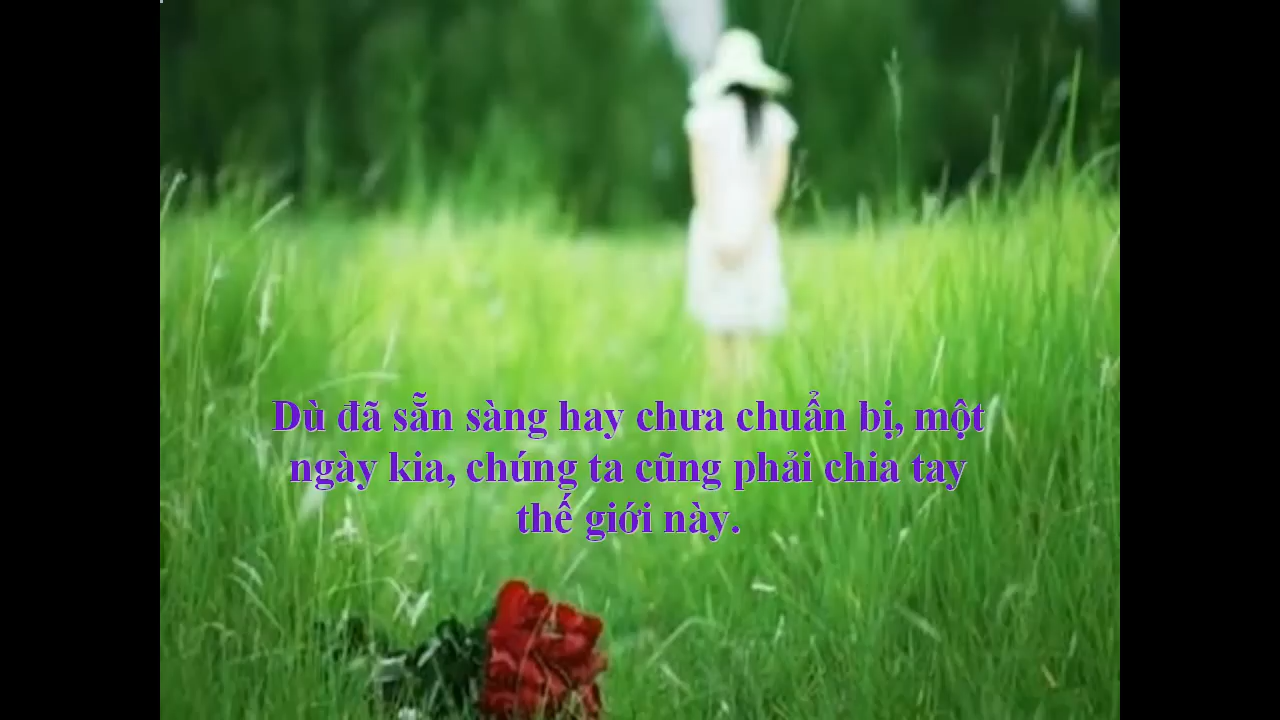 Dù đã sẵn sàng hay chưa chuẩn bị, một
ngày kia, chúng ta cũng phải chia tay
thế giới này.